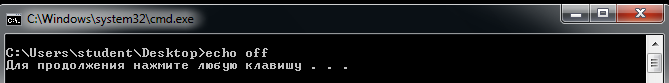 C:\Windows\system32\cmd.exe
C:\Users\student\Desktop>echo off
Для продолжения нажмите любую клавишу . . .